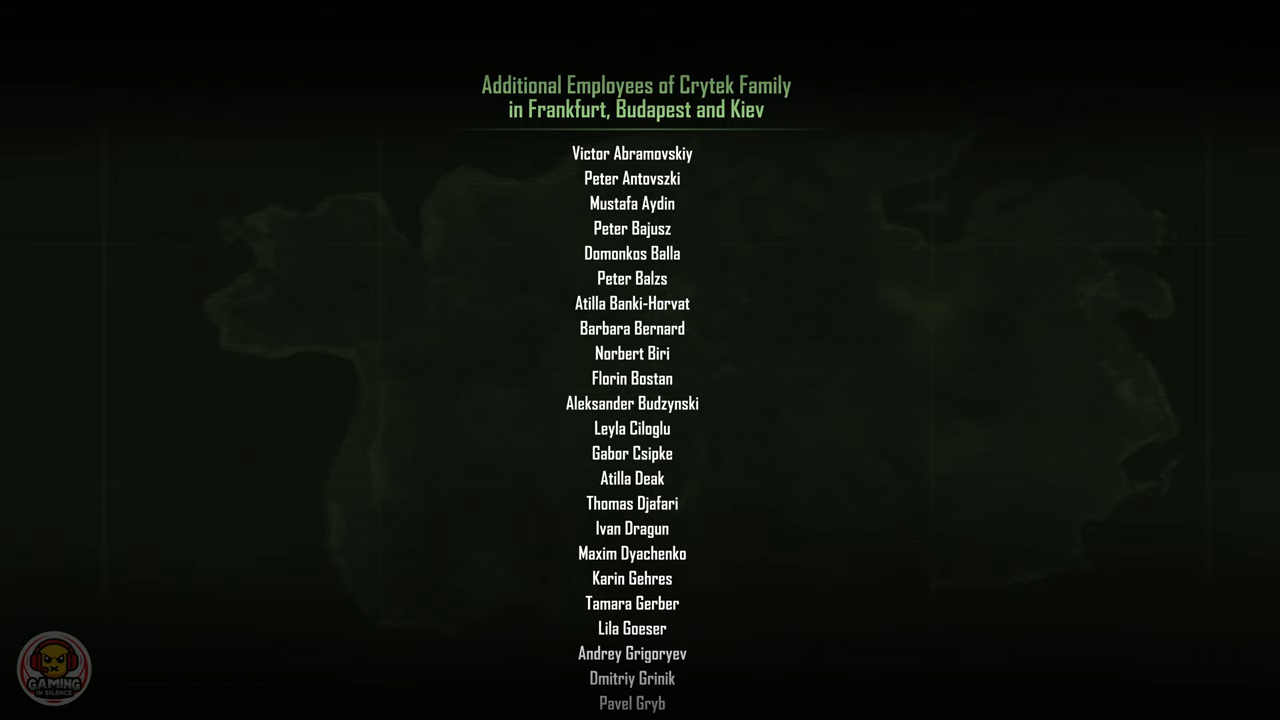 Additional Employees of Crytek Family
in Frankfurt, Budapest and Kiev
Victor Abramovskiy
Peter Antovszki
Mustafa Aydin
Peter Bajusz
Domonkos Balla
Peter Balzs
Atilla Banki-Horvat
Barbara Bernard
Norbert Biri
Florin Bostan
Aleksander Budzynski
Leyla Ciloglu
Gabor Csipke
Atilla Deak
Thomas Djafari
Ivan Dragun
Maxim Dyachenko
Karin Gehres
Tamara Gerber
Lila Goeser
Andrey Grigoryev
Dmitriy Grinik
Pavel Gryb
GAMING
IN SILENCE